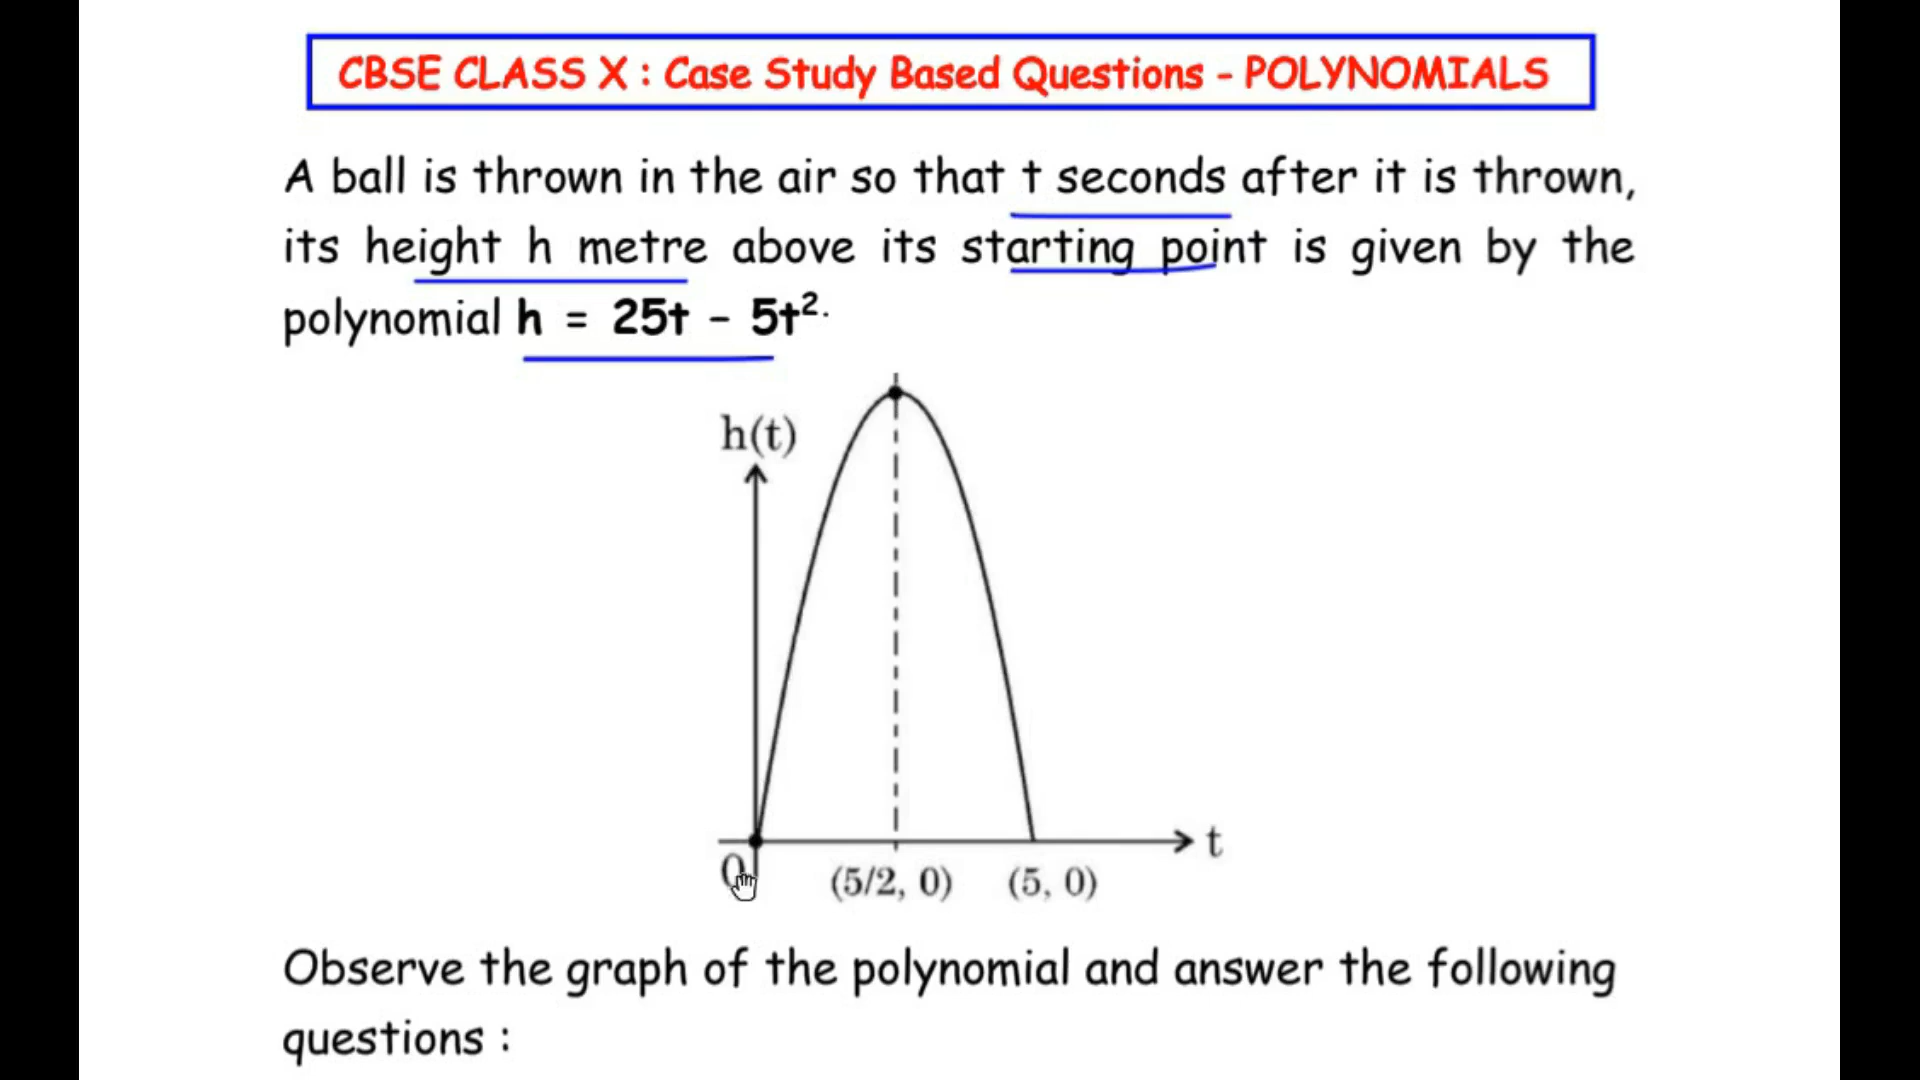 CBSE CLASS X : Case Study Based Questions - POLYNOMIALS
A ball is thrown in the air so that t seconds after it is thrown,
its height h metre above its starting point is given by the
polynomial h = 25t – 5t².
h(t)
t
0
(5/2, 0)
(5, 0)
Observe the graph of the polynomial and answer the following
questions :